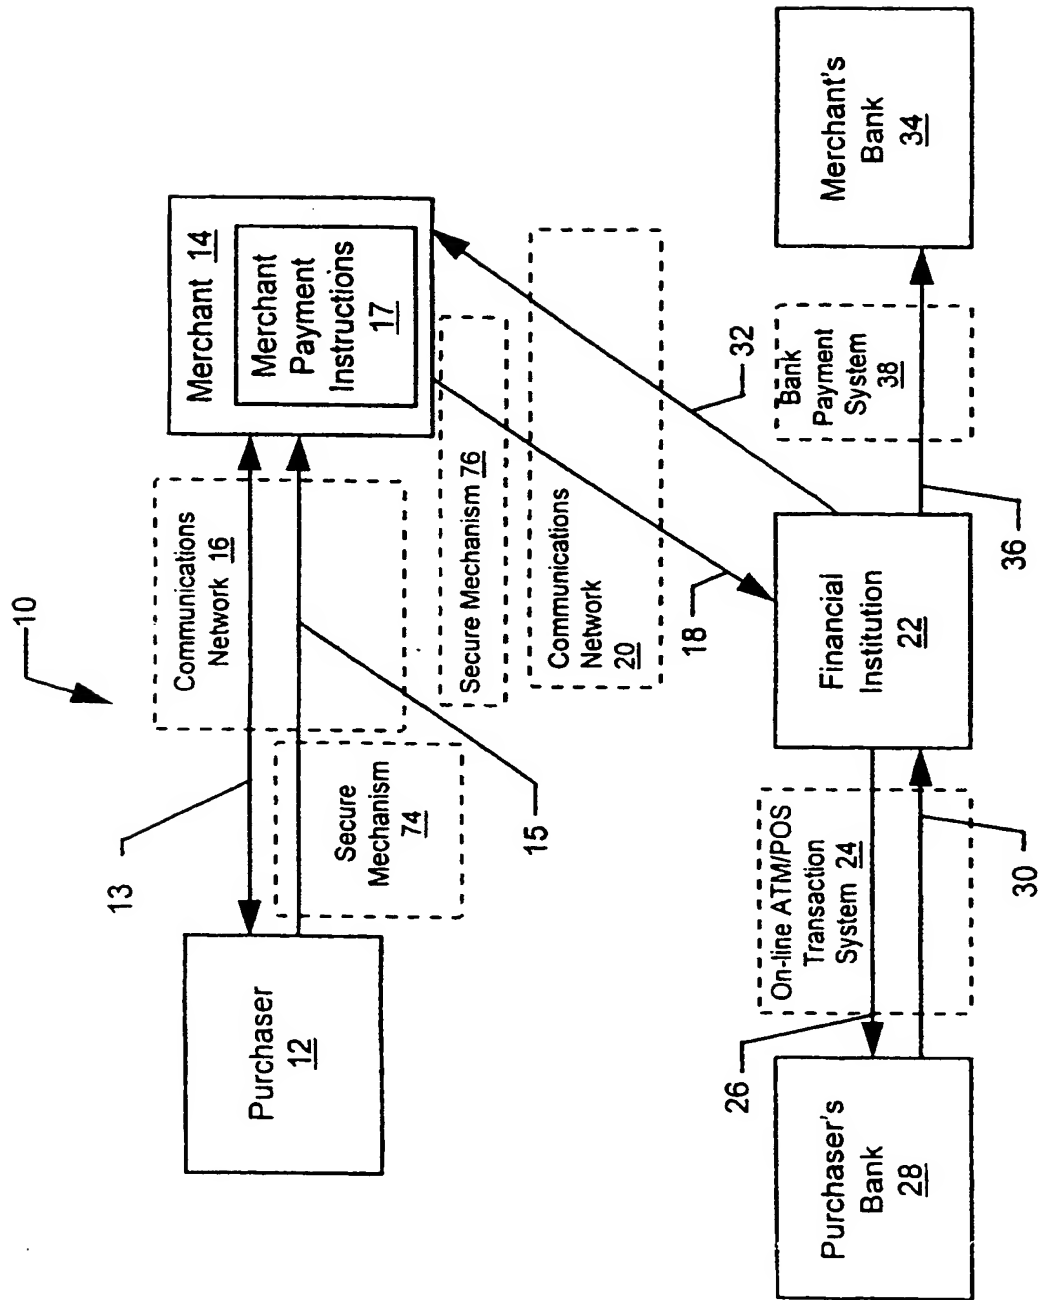 10
Purchaser
12
13
Communications
Network 16
Secure
Mechanism
74
15
Merchant 14
Merchant
Payment
Instructions
17
Secure Mechanism 76
Communications
Network
20
18
32
Purchaser's
Bank
28
26
On-line ATM/POS
Transaction
System 24
30
Financial
Institution
22
36
Bank
Payment
System
38
Merchant's
Bank
34